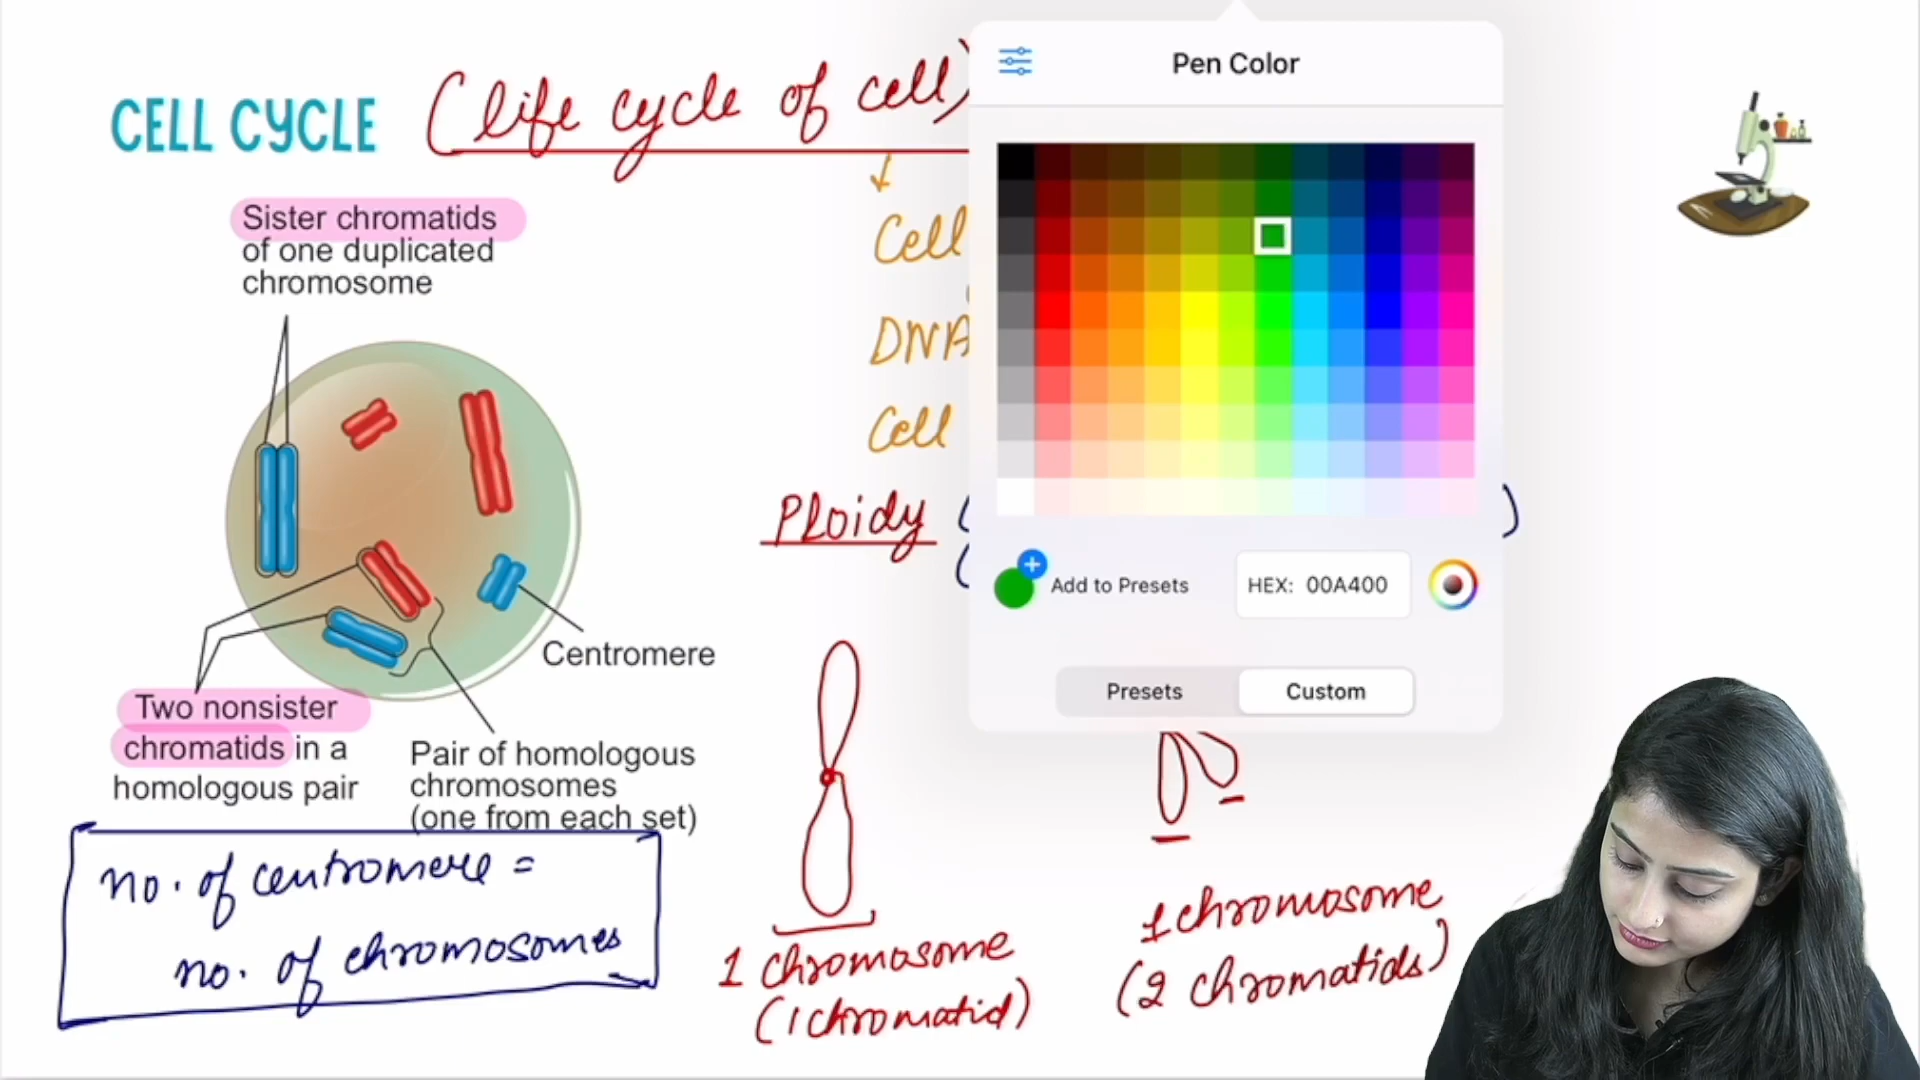 CELL CYCLE (life cycle of cell)
Pen Color
Sister chromatids
of one duplicated
chromosome
Cell
DNA
Cell
Ploidy
Add to Presets
HEX: 00A400
Presets
Custom
Centromere
Two nonsister
chromatids in a
homologous pair
Pair of homologous
chromosomes
(one from each set)
no. of centromere =
no. of chromosomes
1 chromosome
(1 chromatid)
1 chromosome
(2 chromatids)